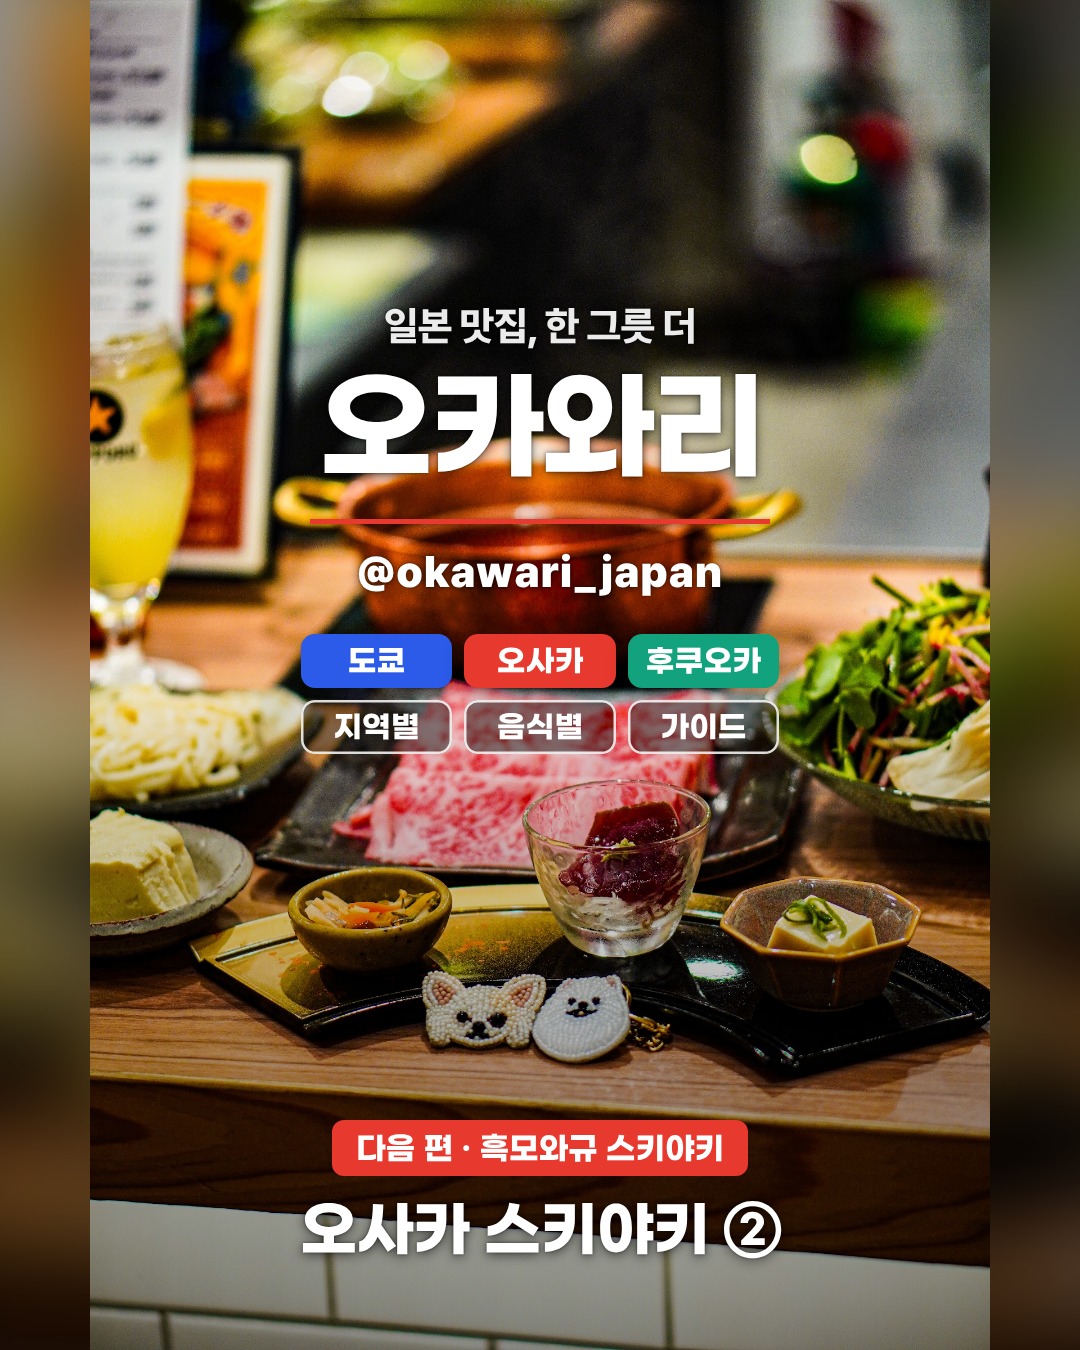 일본 맛집, 한 그릇 더
오카와리
@okawari_japan
도쿄 오사카 후쿠오카
지역별 음식별 가이드
다음 편 · 흑모와규 스키야키
오사카 스키야키 ②